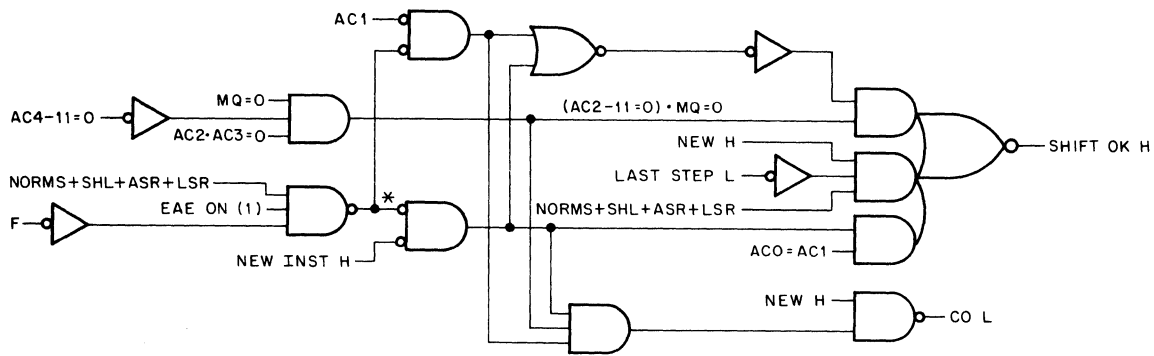 AC1
MQ=0
AC4-11=0
AC2·AC3=0
(AC2-11=0)·MQ=0
NEW H
SHIFT OK H
LAST STEP L
NORMS+SHL+ASR+LSR
EAE ON (1)
*
NORMS+SHL+ASR+LSR
F
NEW INST H
AC0=AC1
NEW H
CO L